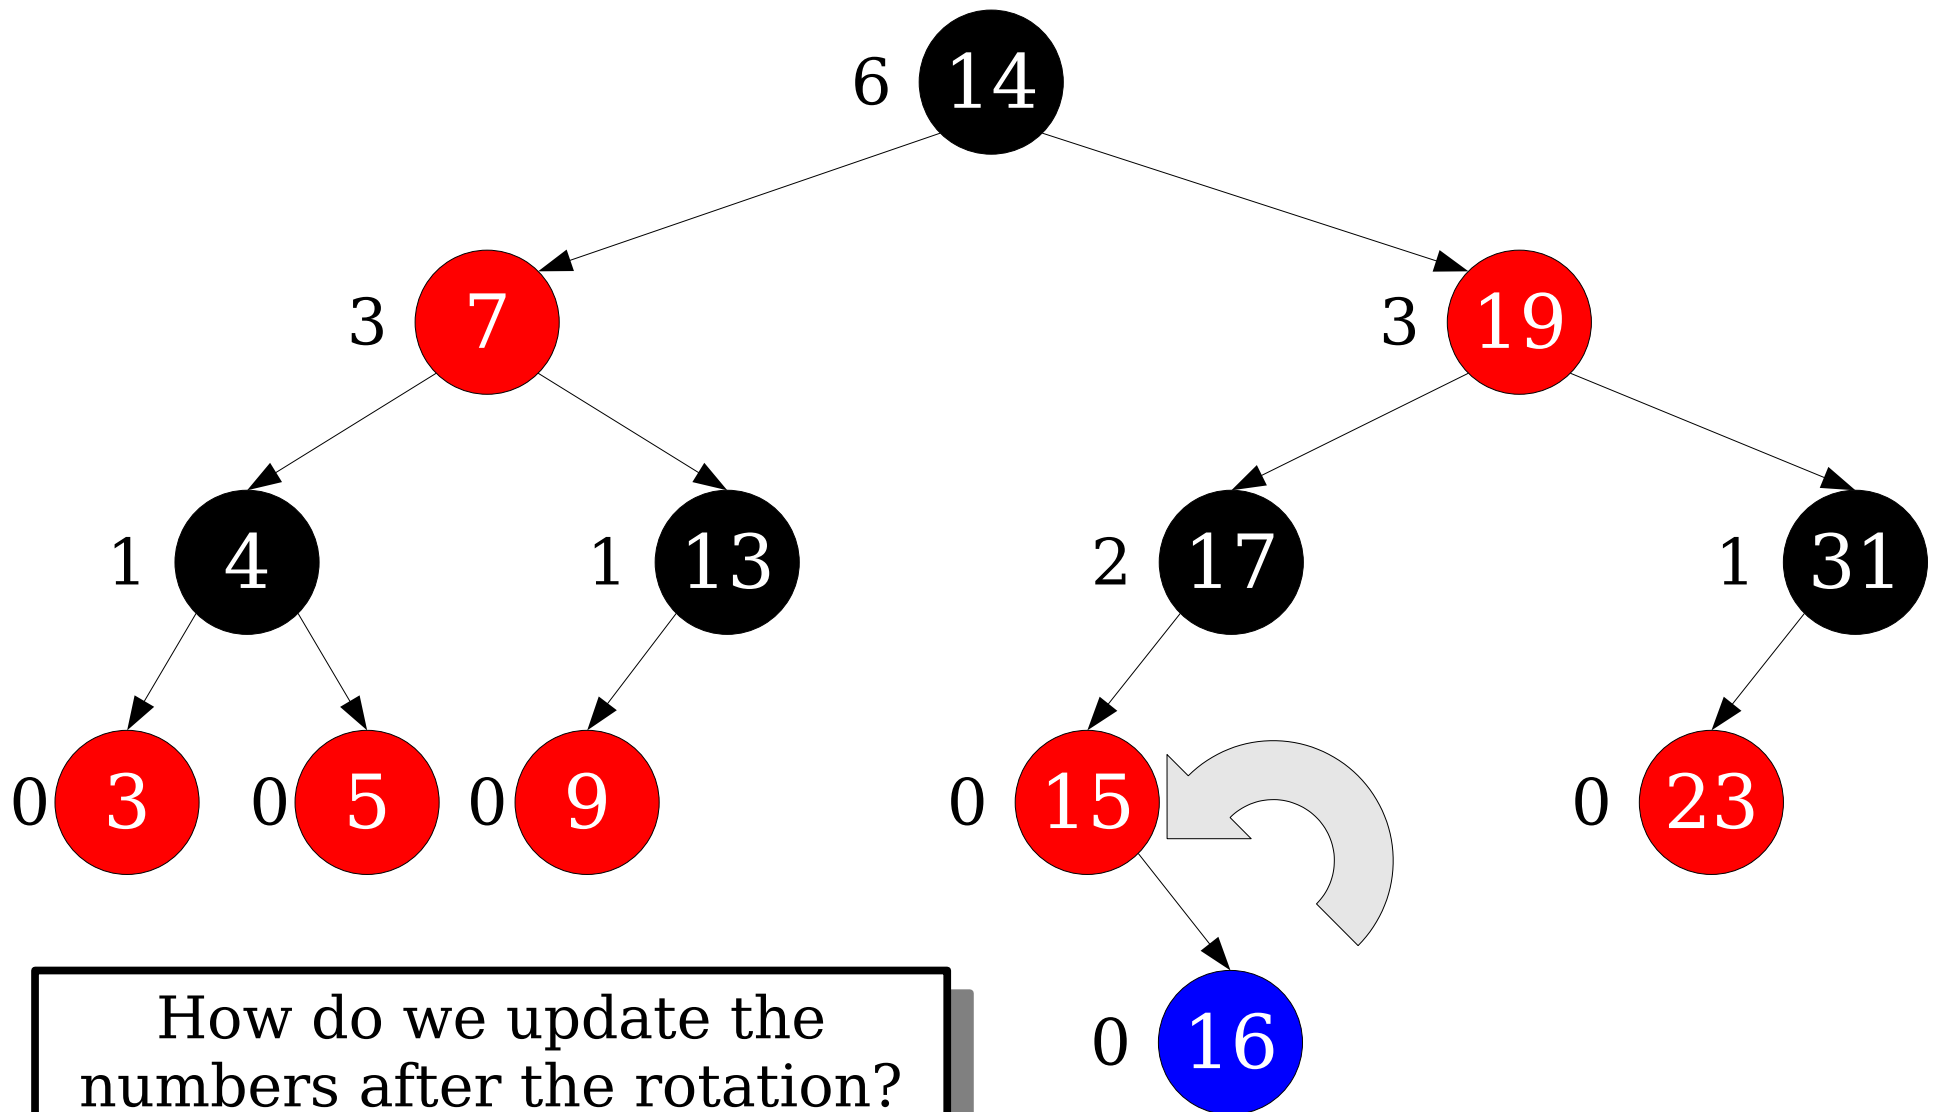 6 14
3 7 3 19
1 4 1 13 2 17 1 31
0 3 0 5 0 9 0 15 0 23
0 16
How do we update the
numbers after the rotation?